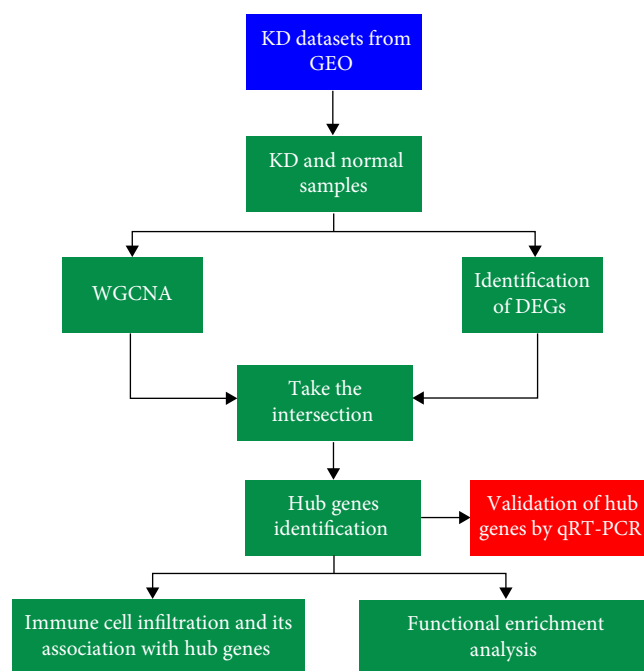 KD datasets from
GEO
KD and normal
samples
WGCNA
Identification
of DEGs
Take the
intersection
Hub genes
identification
Validation of hub
genes by qRT-PCR
Immune cell infiltration and its
association with hub genes
Functional enrichment
analysis